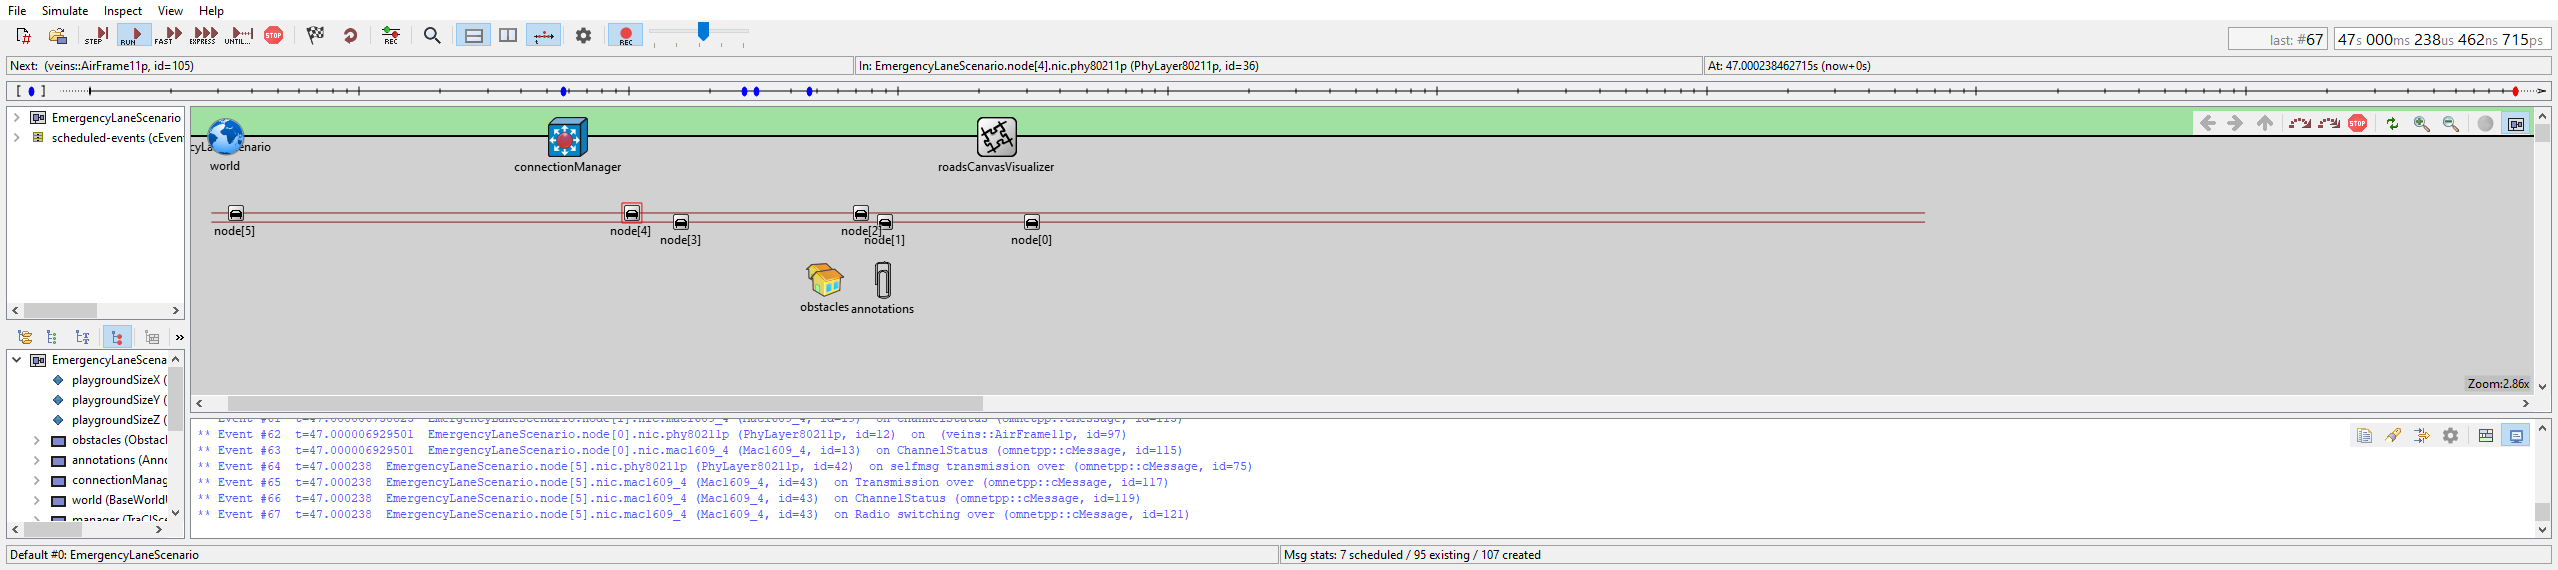 File Simulate Inspect View Help
STEP RUN FAST EXPRESS UNTIL... STOP REC REC
last: #67 47s 000ms 238us 462ns 715ps
Next: (veins::AirFrame11p, id=105) In: EmergencyLaneScenario.node[4].nic.phy80211p (PhyLayer80211p, id=36) At: 47.000238462715s (now+0s)
EmergencyLaneScenario
scheduled-events (cEvent
cyLaneScenario
world
connectionManager
roadsCanvasVisualizer
STOP
node[5]
node[4]
node[3]
node[2]
node[1]
node[0]
obstacles
annotations
Zoom:2.86x
EmergencyLaneScena
playgroundSizeX (
playgroundSizeY (
playgroundSizeZ (
obstacles (Obstacl
annotations (Anno
connectionManag
world (BaseWorldU
manager (TraCISce
** Event #62 t=47.000006929501 EmergencyLaneScenario.node[0].nic.phy80211p (PhyLayer80211p, id=12) on (veins::AirFrame11p, id=97)
** Event #63 t=47.000006929501 EmergencyLaneScenario.node[0].nic.mac1609_4 (Mac1609_4, id=13) on ChannelStatus (omnetpp::cMessage, id=115)
** Event #64 t=47.000238 EmergencyLaneScenario.node[5].nic.phy80211p (PhyLayer80211p, id=42) on selfmsg transmission over (omnetpp::cMessage, id=75)
** Event #65 t=47.000238 EmergencyLaneScenario.node[5].nic.mac1609_4 (Mac1609_4, id=43) on Transmission over (omnetpp::cMessage, id=117)
** Event #66 t=47.000238 EmergencyLaneScenario.node[5].nic.mac1609_4 (Mac1609_4, id=43) on ChannelStatus (omnetpp::cMessage, id=119)
** Event #67 t=47.000238 EmergencyLaneScenario.node[5].nic.mac1609_4 (Mac1609_4, id=43) on Radio switching over (omnetpp::cMessage, id=121)
Default #0: EmergencyLaneScenario Msg stats: 7 scheduled / 95 existing / 107 created